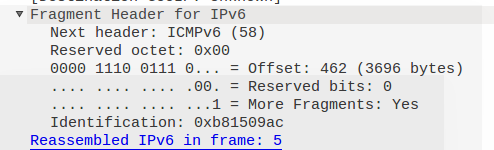 Fragment Header for IPv6
Next header: ICMPv6 (58)
Reserved octet: 0x00
0000 1110 0111 0... = Offset: 462 (3696 bytes)
.... .... .... .00. = Reserved bits: 0
.... .... .... ...1 = More Fragments: Yes
Identification: 0xb81509ac
Reassembled IPv6 in frame: 5